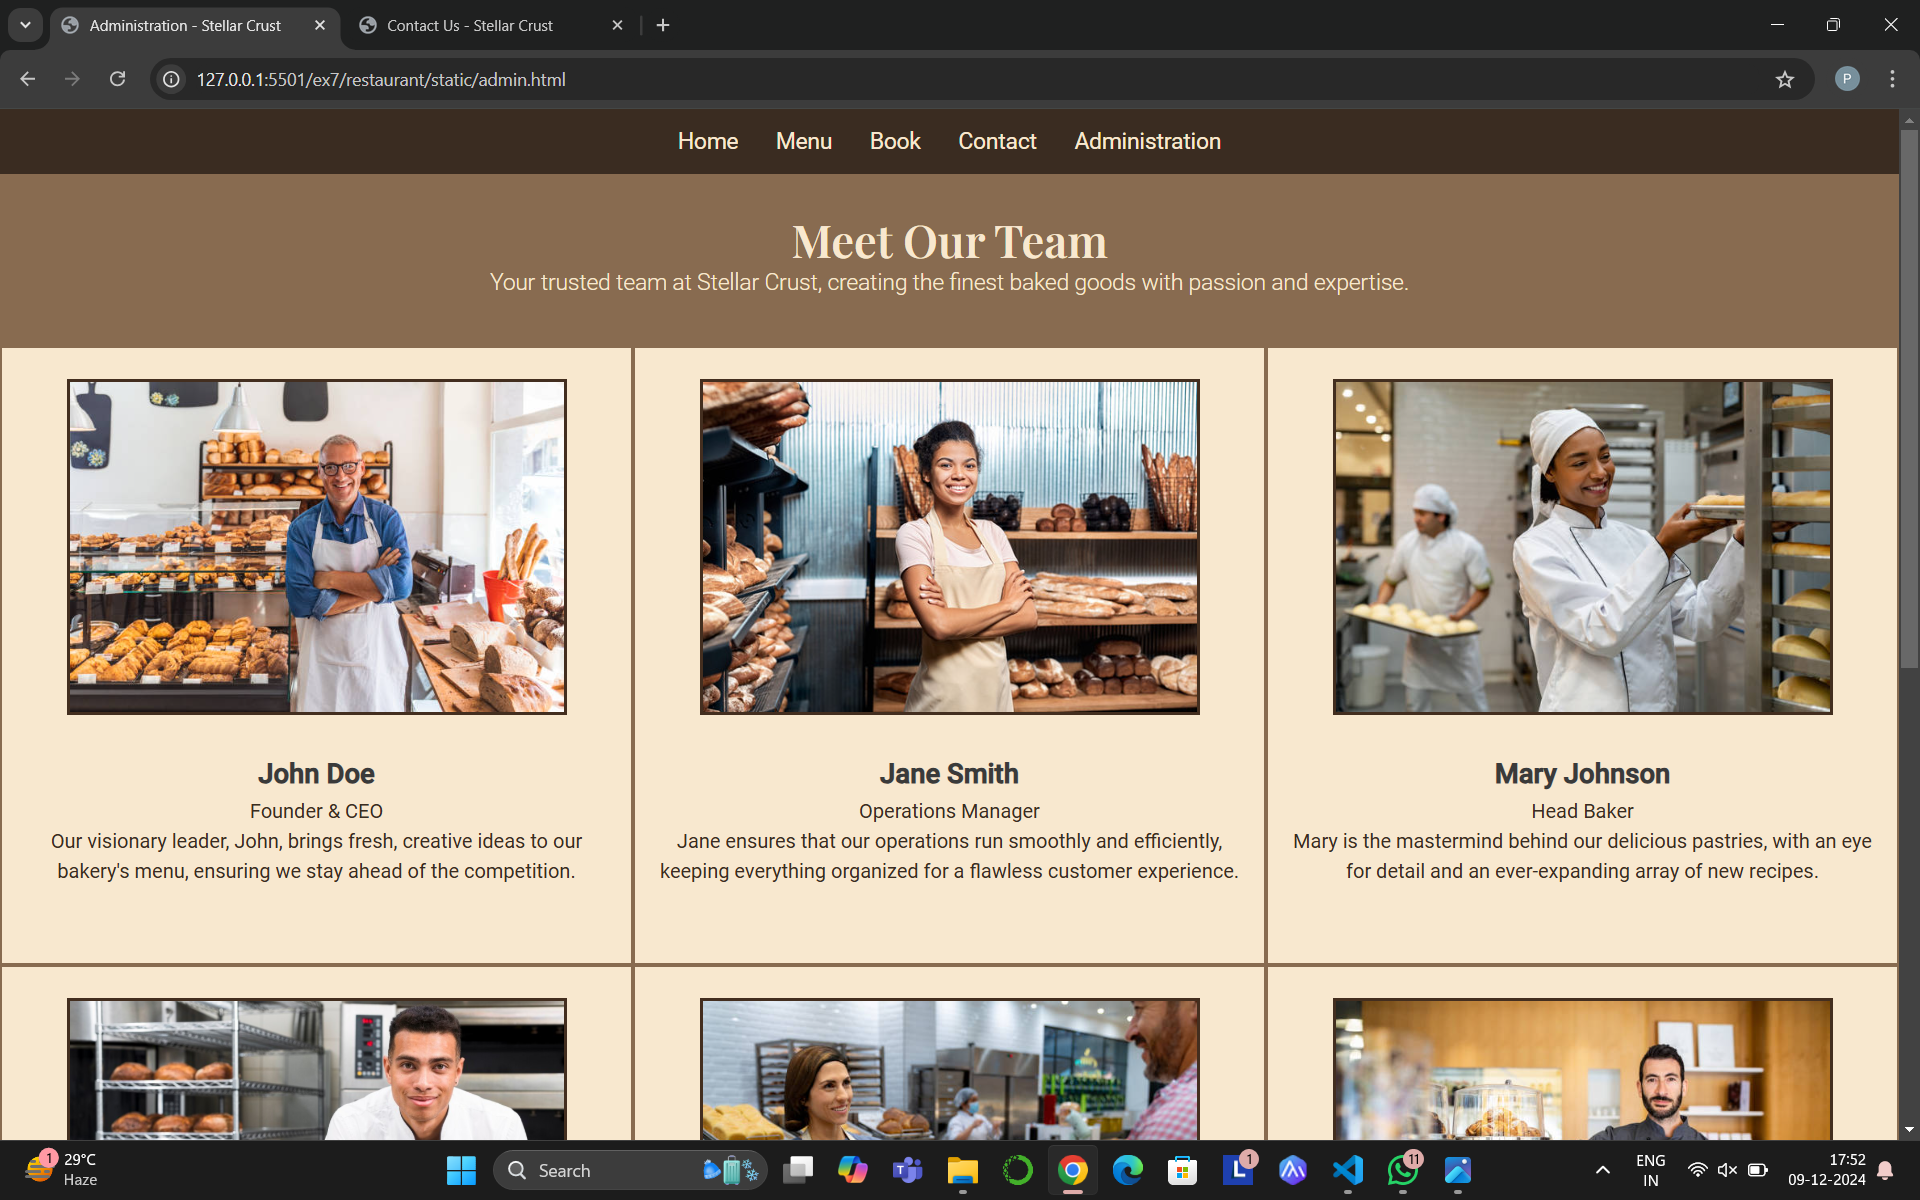 Administration - Stellar Crust
Contact Us - Stellar Crust
127.0.0.1:5501/ex7/restaurant/static/admin.html
P
Home Menu Book Contact Administration
Meet Our Team
Your trusted team at Stellar Crust, creating the finest baked goods with passion and expertise.
John Doe
Founder & CEO
Our visionary leader, John, brings fresh, creative ideas to our
bakery's menu, ensuring we stay ahead of the competition.
Jane Smith
Operations Manager
Jane ensures that our operations run smoothly and efficiently,
keeping everything organized for a flawless customer experience.
Mary Johnson
Head Baker
Mary is the mastermind behind our delicious pastries, with an eye
for detail and an ever-expanding array of new recipes.
1
29°C
Haze
Search
L
1
11
ENG
IN
17:52
09-12-2024